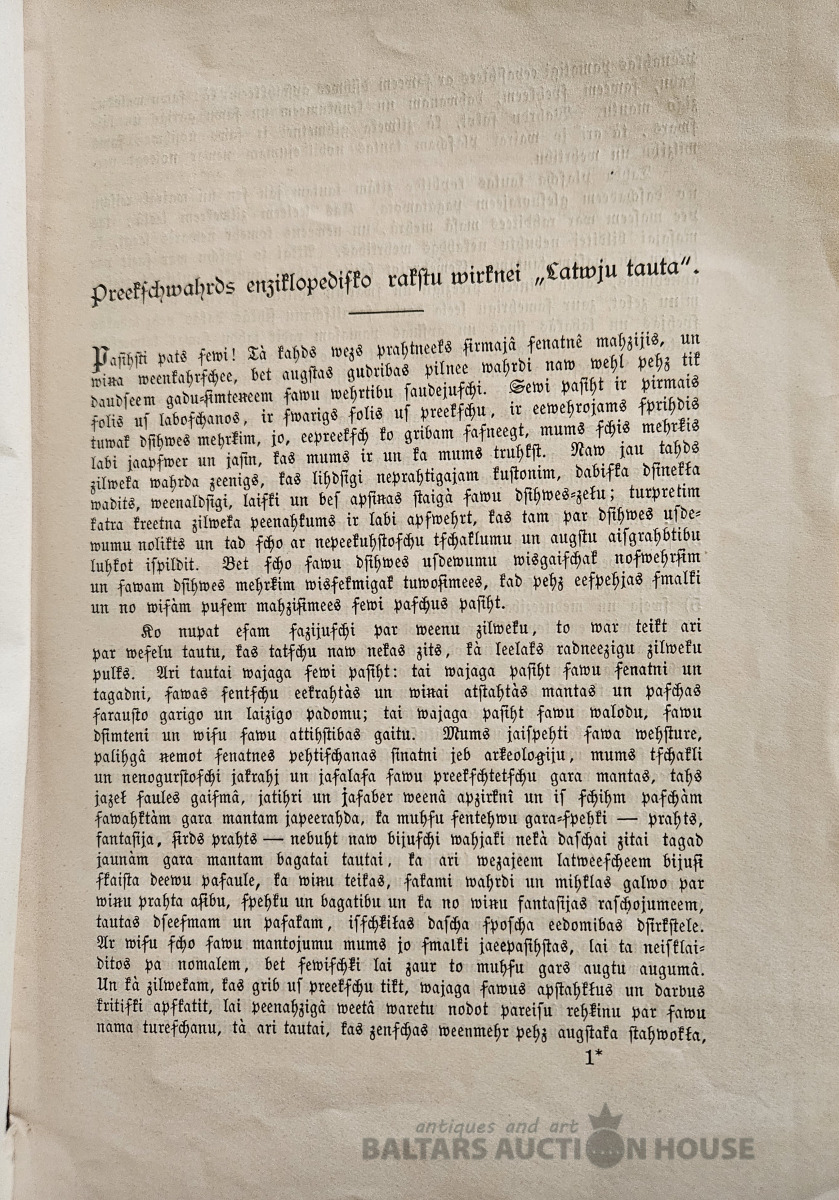 Preekſchwahrds enziklopediſko rakſtu wirknei „Latwju tauta“.
Paſihſti pats ſewi! Tà kahds wezs prahtneeks ſirmajâ ſenatnê mahzijis, un
wiņa weenkahrſchee, bet augſtas gudribas pilnee wahrdi naw wehl pehz tik
daudſeem gadu-ſimteņeem ſawu wehrtibu ſaudejuſchi. Sewi paſiht ir pirmais
ſolis uſ laboſchanos, ir ſwarigs ſolis uſ preekſchu, ir eewehrojams ſprihdis
tuwak dſihwes mehrķim, jo, eepreekſch ko gribam ſaſneegt, mums ſchis mehrķis
labi jaapſwer un jaſin, kas mums ir un ka mums truhkſt. Naw jau tahds
zilweka wahrda zeenigs, kas lihdſigi neprahtigajam kuſtonim, dabiſka dſinekļa
wadits, weenaldſigi, laiſki un beſ apſiņas ſtaigà ſawu dſihwes-zeļu; turpretim
katra kreetna zilweka peenahkums ir labi apſwehrt, kas tam par dſihwes uſde-
wumu nolikts un tad ſcho ar nepeekuhſtoſchu tſchaklumu un augſtu aiſgrahbtibu
luhkot iſpildit. Bet ſcho ſawu dſihwes uſdewumu wisgaiſchak noſwehrſim
un ſawam dſihwes mehrķim wisſekmigak tuwoſimees, kad pehz eeſpehjas ſmalki
un no wiſàm puſem mahziſimees ſewi paſchus paſiht.
Ko nupat eſam ſazijuſchi par weenu zilweku, to war teikt ari
par weſelu tautu, kas tatſchu naw nekas zits, kà leelaks radneezigu zilweku
pulks. Ari tautai wajaga ſewi paſiht: tai wajaga paſiht ſawu ſenatni un
tagadni, ſawas ſentſchu eekrahtàs un wiņai atſtahtàs mantas un paſchas
ſarauſto garigo un laizigo padomu; tai wajaga paſiht ſawu walodu, ſawu
dſimteni un wiſu ſawu attihſtibas gaitu. Mums jaiſpehti ſawa wehſture,
palihgâ ņemot ſenatnes pehtiſchanas ſinatni jeb arķeologiju, mums tſchakli
un nenogurſtoſchi jakrahj un jaſalaſa ſawu preekſchtetſchu gara mantas, tahs
jazeļ ſaules gaiſmâ, jatihri un jaſaber weenâ apzirknî un iſ ſchihm paſchàm
ſawahktàm gara mantam japeerahda, ka muhſu ſentehwu gara-ſpehki — prahts,
fantaſija, ſirds prahts — nebuht naw bijuſchi wahjaki nekà daſchai zitai tagad
jaunàm gara mantam bagatai tautai, ka ari wezajeem latweeſcheem bijuſi
ſkaiſta deewu paſaule, ka wiņu teikas, ſakami wahrdi un mihklas galwo par
wiņu prahta aſibu, ſpehku un bagatibu un ka no wiņu fantaſijas raſchojumeem,
tautas dſeeſmam un paſakam, iſſchķiļas daſcha ſpoſcha eedomibas dſirkſtele.
Ar wiſu ſcho ſawu mantojumu mums jo ſmalki jaeepaſihſtas, lai ta neiſklai-
ditos pa nomalem, bet ſewiſchki lai zaur to muhſu gars augtu augumâ.
Un kà zilwekam, kas grib uſ preekſchu tikt, wajaga ſawus apſtahkļus un darbus
kritiſki apſkatit, lai peenahzigâ weetâ waretu nodot pareiſu rehķinu par ſawu
nama tureſchanu, tà ari tautai, kas zenſchas weenmehr pehz augſtaka ſtahwokļa,
1*
antiques and art
BALTARS AUCTION HOUSE